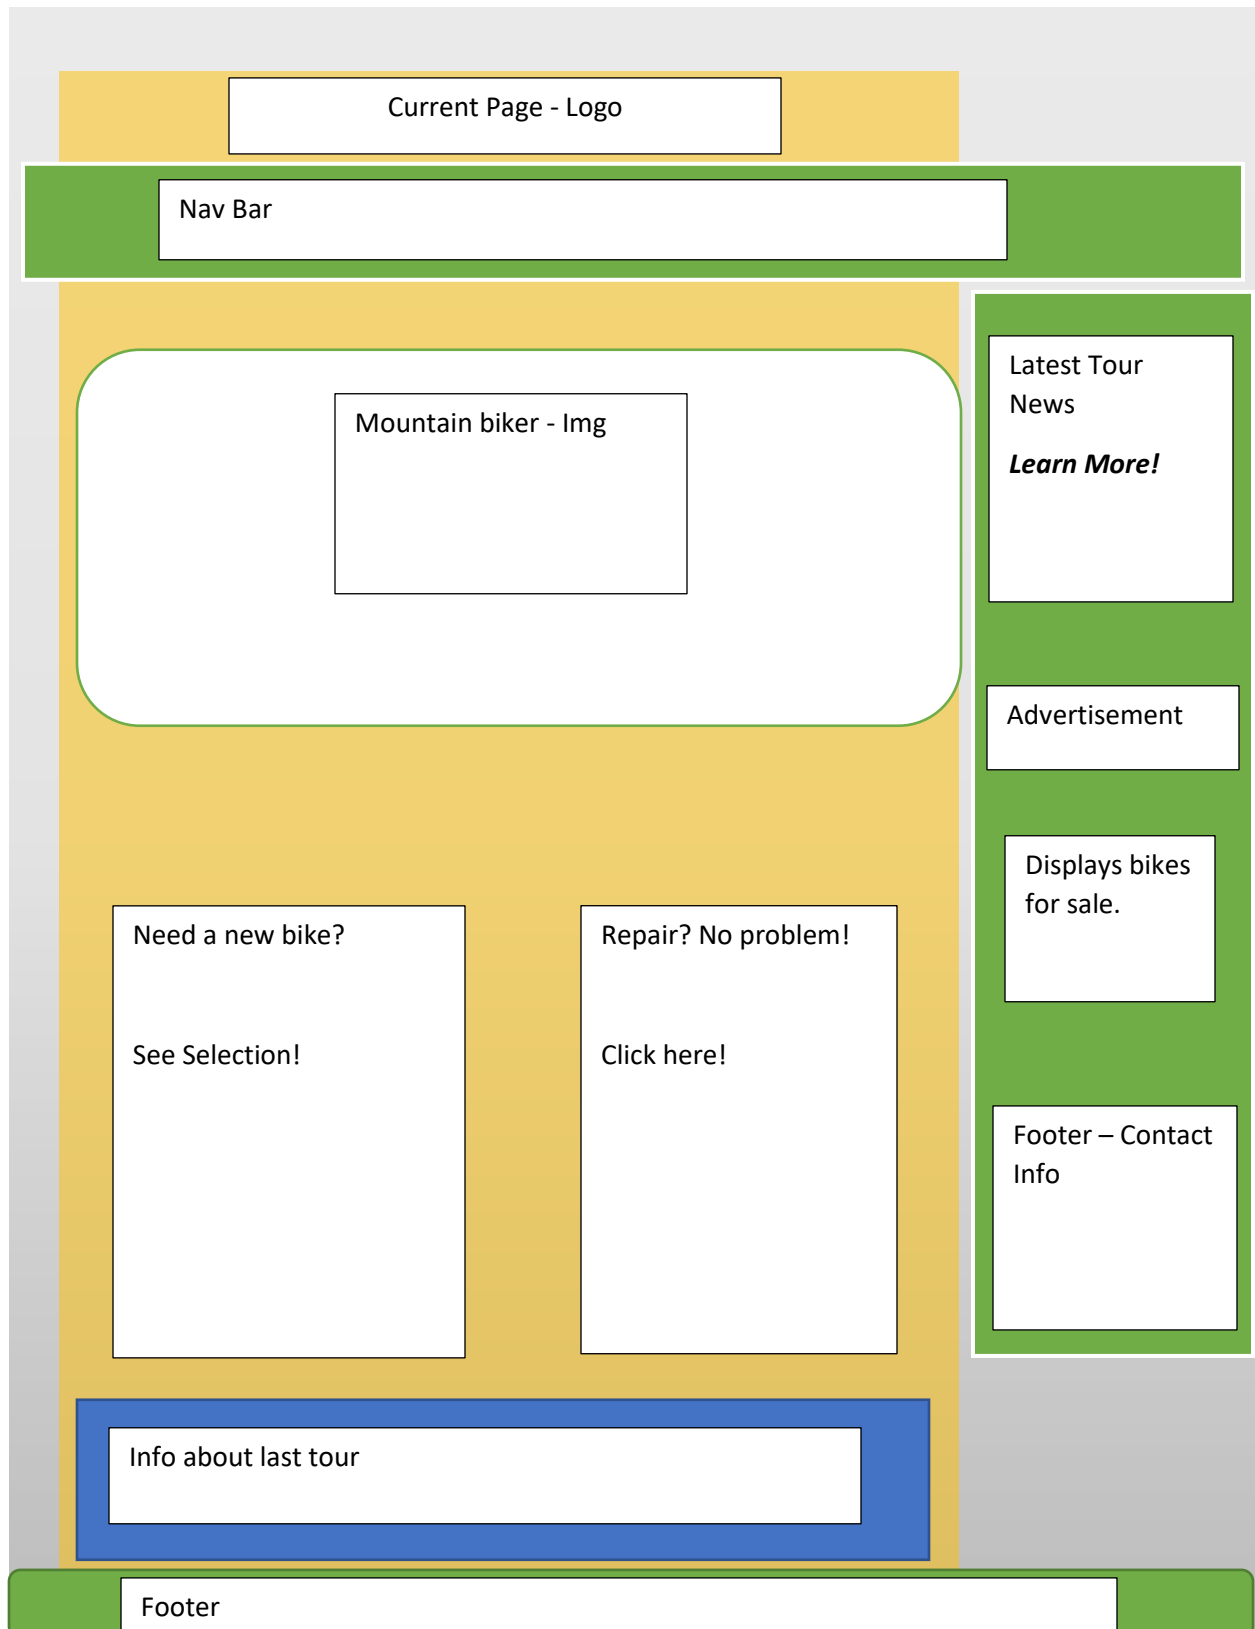 Current Page - Logo
Nav Bar
Mountain biker - Img
Latest Tour
News
Learn More!
Advertisement
Displays bikes
for sale.
Need a new bike?
See Selection!
Repair? No problem!
Click here!
Footer – Contact
Info
Info about last tour
Footer